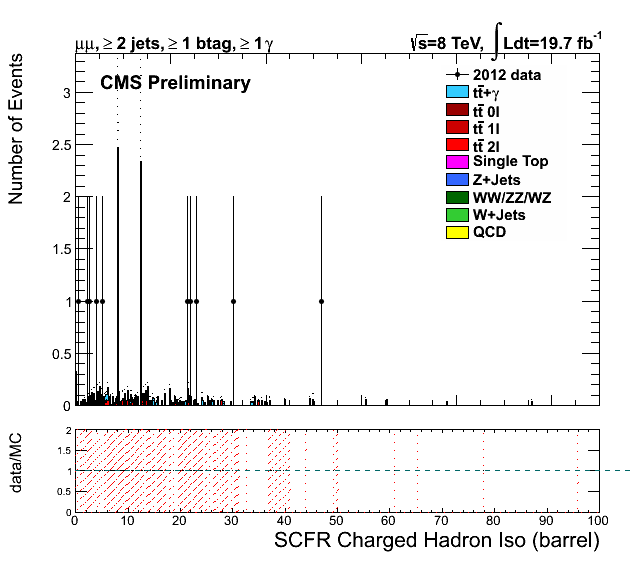 μμ, ≥ 2 jets, ≥ 1 btag, ≥ 1 γ
√s=8 TeV, ∫Ldt=19.7 fb⁻¹
CMS Preliminary
2012 data
tt̅+γ
tt̅ 0l
tt̅ 1l
tt̅ 2l
Single Top
Z+Jets
WW/ZZ/WZ
W+Jets
QCD
Number of Events
3
2.5
2
1.5
1
0.5
0
data/MC
2
1.5
1
0.5
0
0 10 20 30 40 50 60 70 80 90 100
SCFR Charged Hadron Iso (barrel)